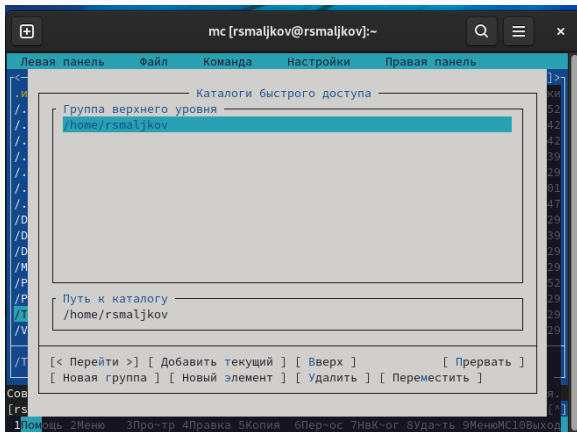 mc [rsmaljkov@rsmaljkov]:~
Левая панель Файл Команда Настройки Правая панель
Каталоги быстрого доступа
Группа верхнего уровня
/home/rsmaljkov
Путь к каталогу
/home/rsmaljkov
[< Перейти >] [ Добавить текущий ] [ Вверх ] [ Прервать ]
[ Новая группа ] [ Новый элемент ] [ Удалить ] [ Переместить ]
1Помощь 2Меню 3Про~тр 4Правка 5Копия 6Пер~ос 7НвК~ог 8Уда~ть 9МенюMC10Выход